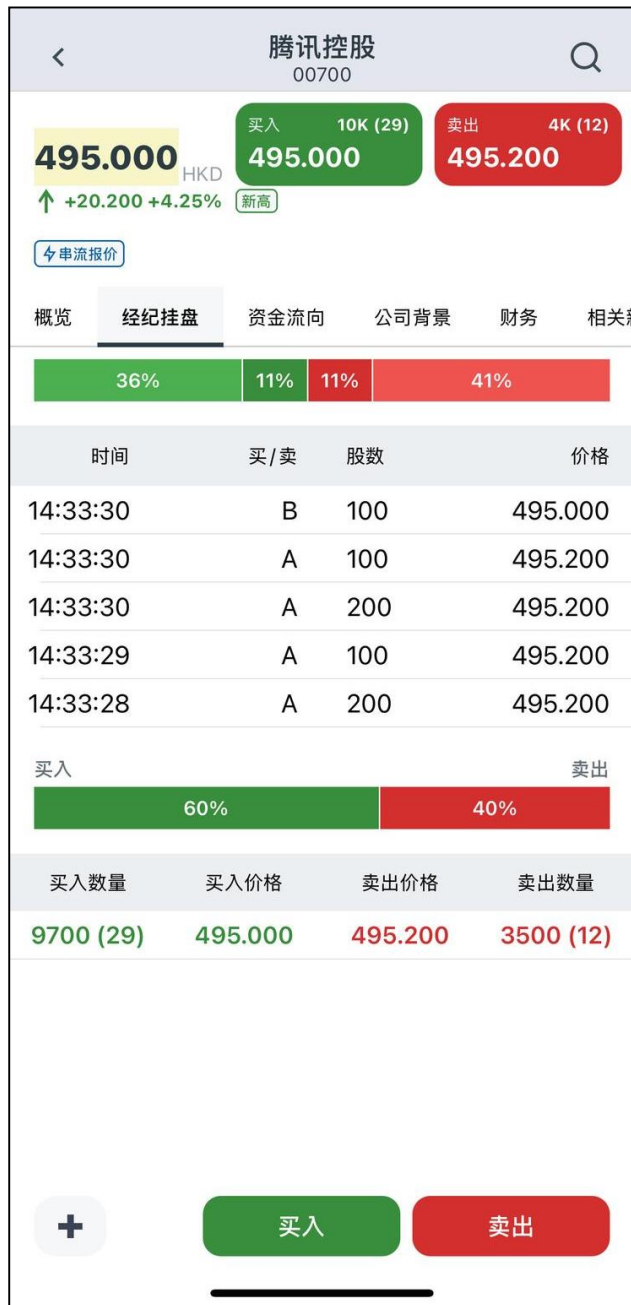 腾讯控股
00700
495.000 HKD
+20.200 +4.25% 新高
买入 10K (29)
495.000
卖出 4K (12)
495.200
串流报价
概览 经纪挂盘 资金流向 公司背景 财务 相关
36% 11% 11% 41%
时间 买/卖 股数 价格
14:33:30 B 100 495.000
14:33:30 A 100 495.200
14:33:30 A 200 495.200
14:33:29 A 100 495.200
14:33:28 A 200 495.200
买入 卖出
60% 40%
买入数量 买入价格 卖出价格 卖出数量
9700 (29) 495.000 495.200 3500 (12)
买入 卖出